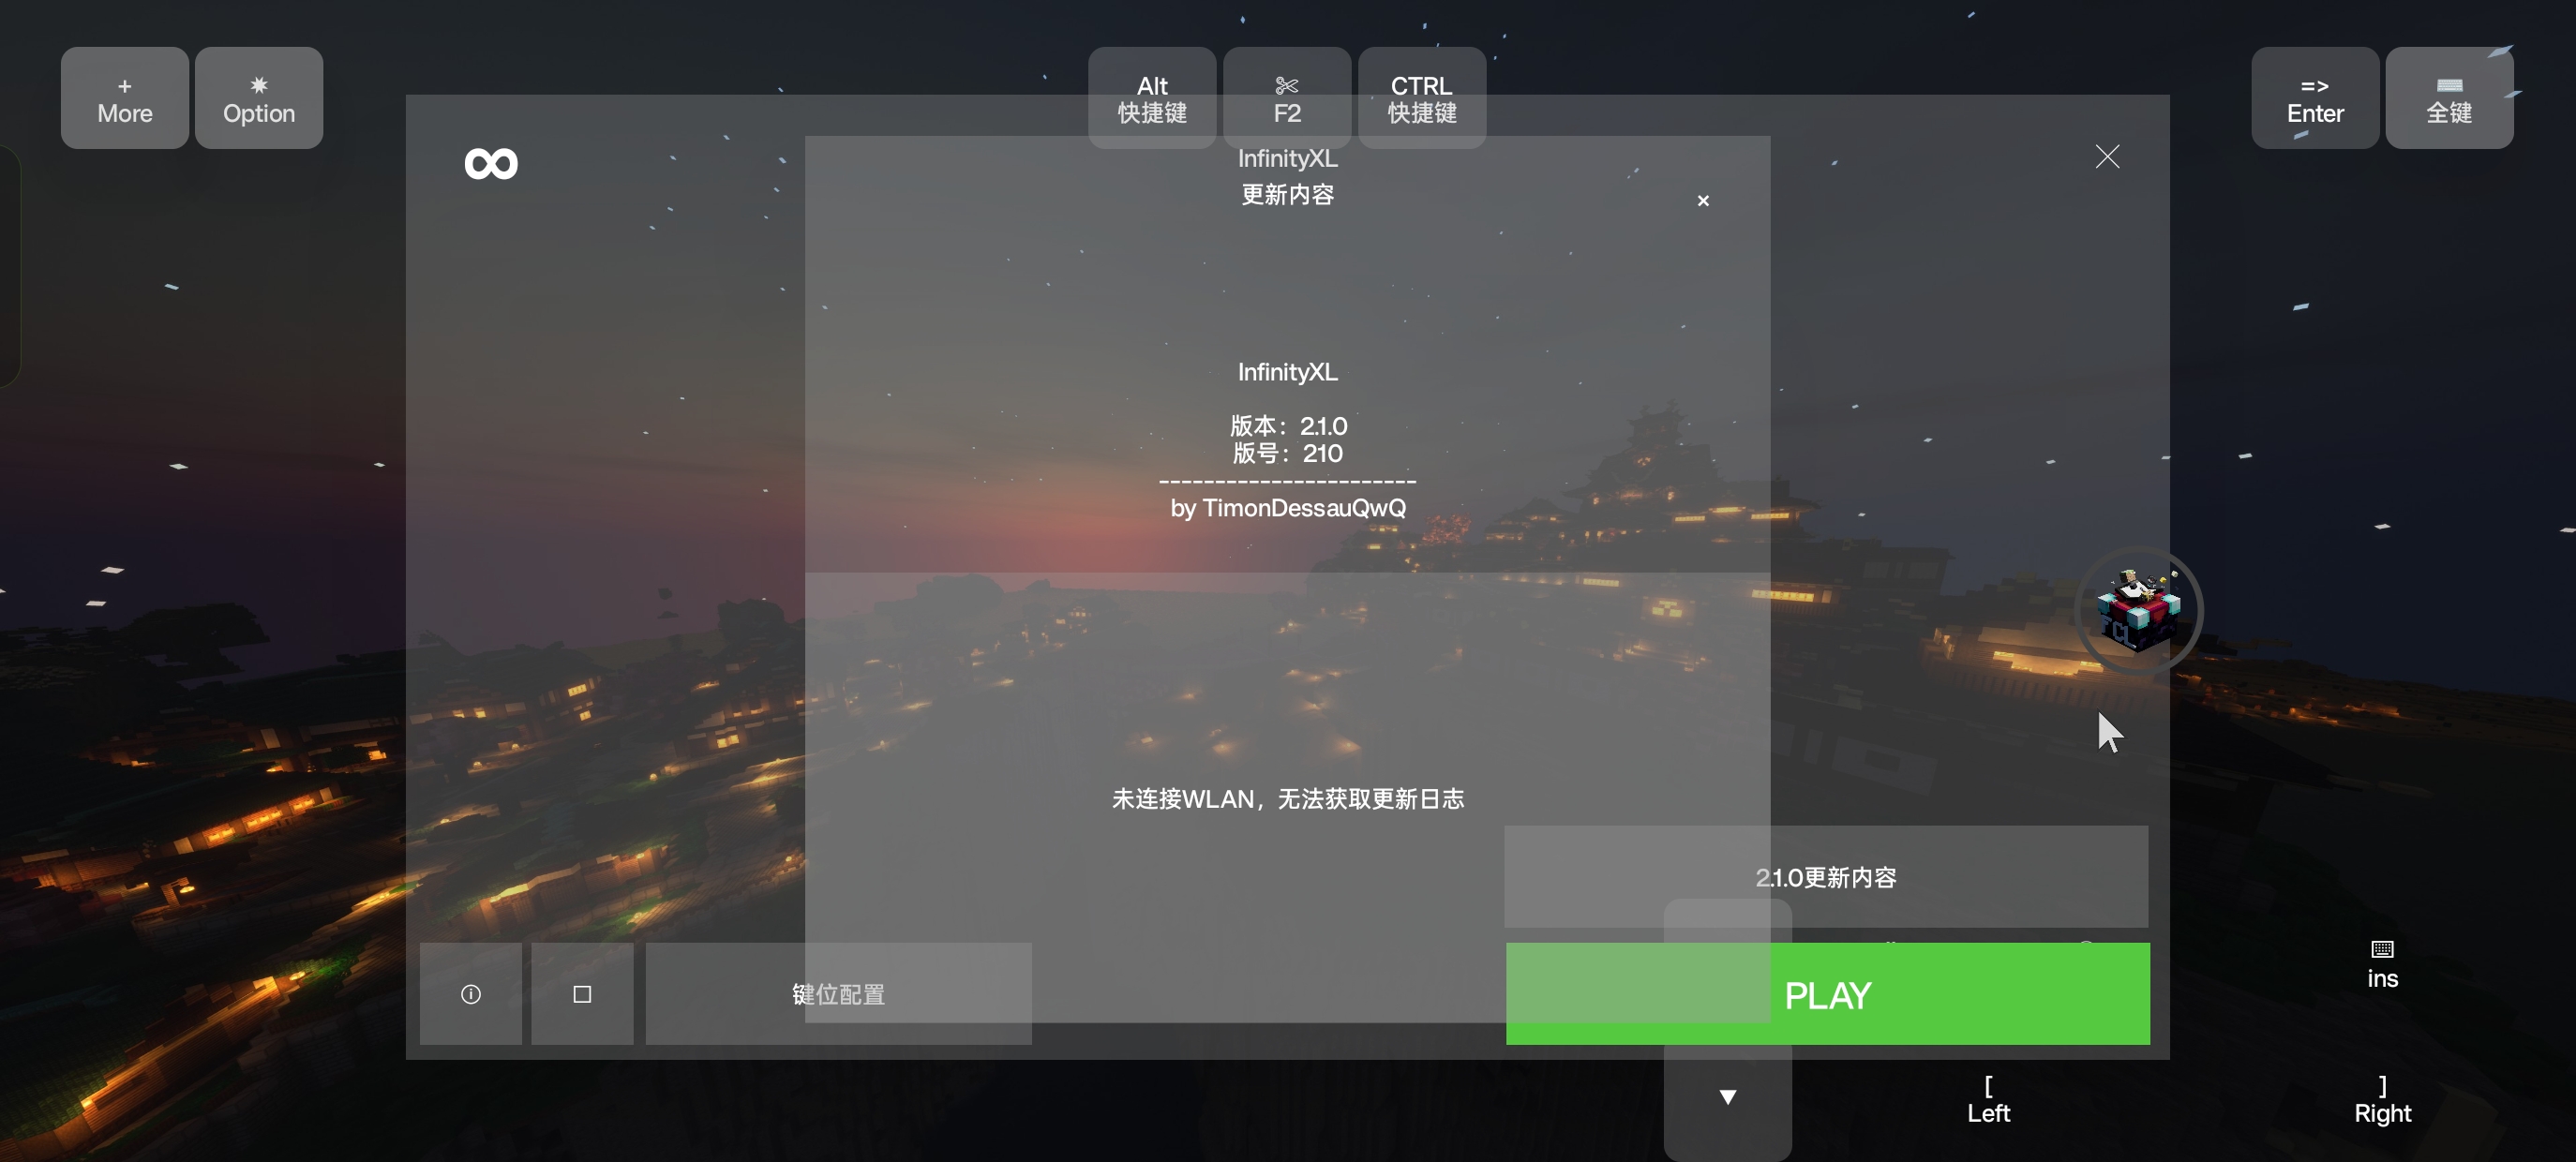 +
More
Option
Alt
快捷键
F2
CTRL
快捷键
=>
Enter
全键
InfinityXL
更新内容
×
InfinityXL
版本：2.1.0
版号：210
-----------------------
by TimonDessauQwQ
FCL
未连接WLAN，无法获取更新日志
2.1.0更新内容
键位配置
PLAY
ins
[
Left
]
Right